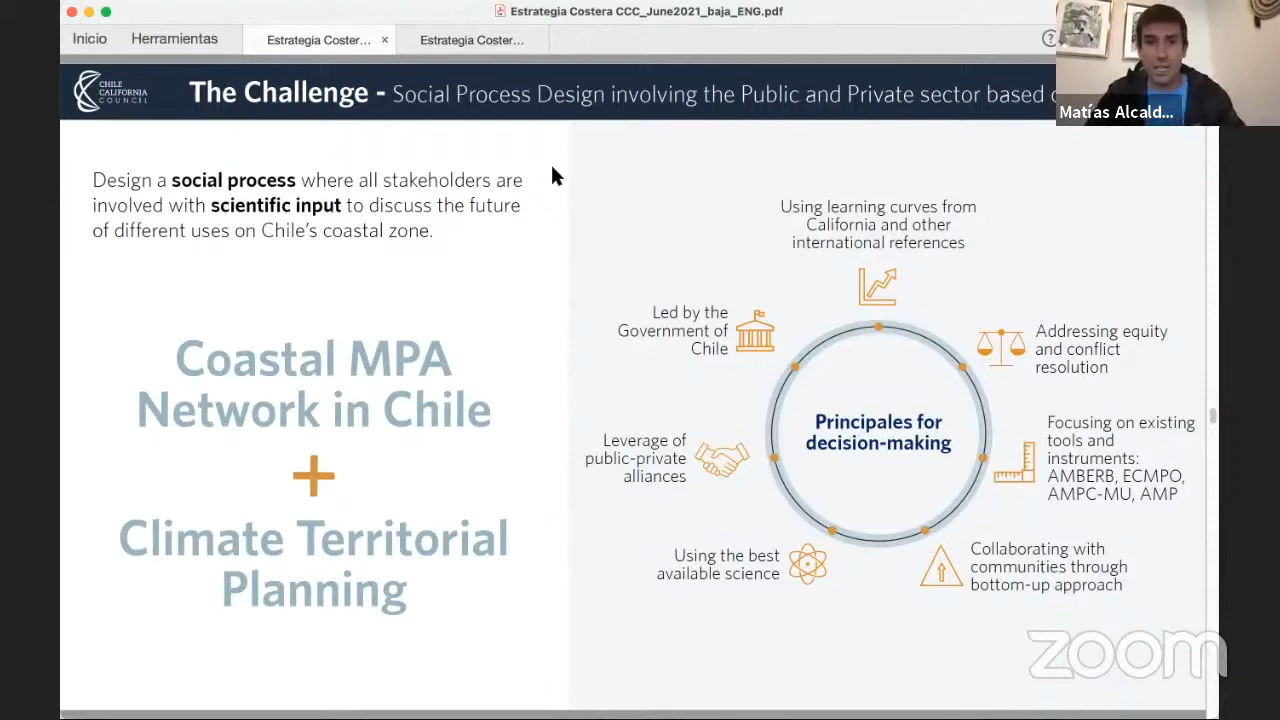 Estrategia Costera CCC_June2021_baja_ENG.pdf
Inicio Herramientas Estrategia Coster... × Estrategia Coster... ?
CHILE
CALIFORNIA
COUNCIL
The Challenge - Social Process Design involving the Public and Private sector based
Matías Alcald...
Design a social process where all stakeholders are
involved with scientific input to discuss the future
of different uses on Chile's coastal zone.
Coastal MPA
Network in Chile
+
Climate Territorial
Planning
Using learning curves from
California and other
international references
Led by the
Government of
Chile
Addressing equity
and conflict
resolution
Principales for
decision-making
Leverage of
public-private
alliances
Focusing on existing
tools and
instruments:
AMBERB, ECMPO,
AMPC-MU, AMP
Using the best
available science
Collaborating with
communities through
bottom-up approach
zoom